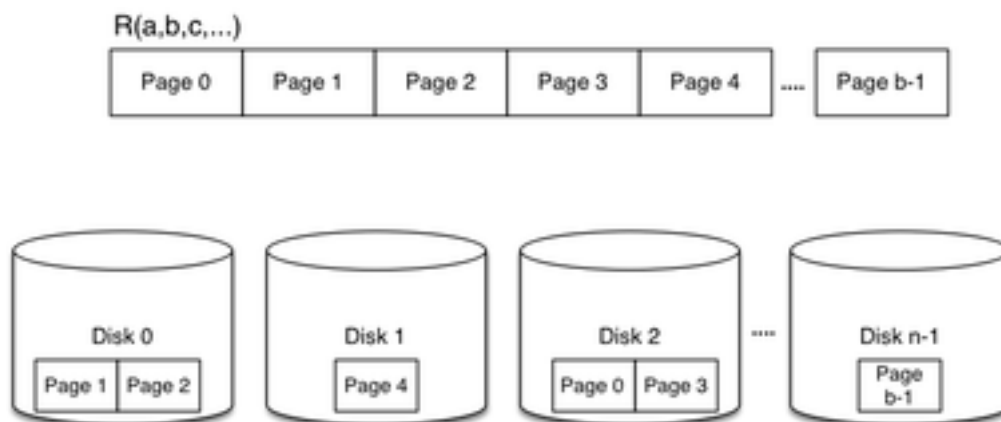 R(a,b,c,...)
Page 0 Page 1 Page 2 Page 3 Page 4 .... Page b-1
Disk 0 Disk 1 Disk 2 .... Disk n-1
Page 1 Page 2 Page 4 Page 0 Page 3 Page
b-1